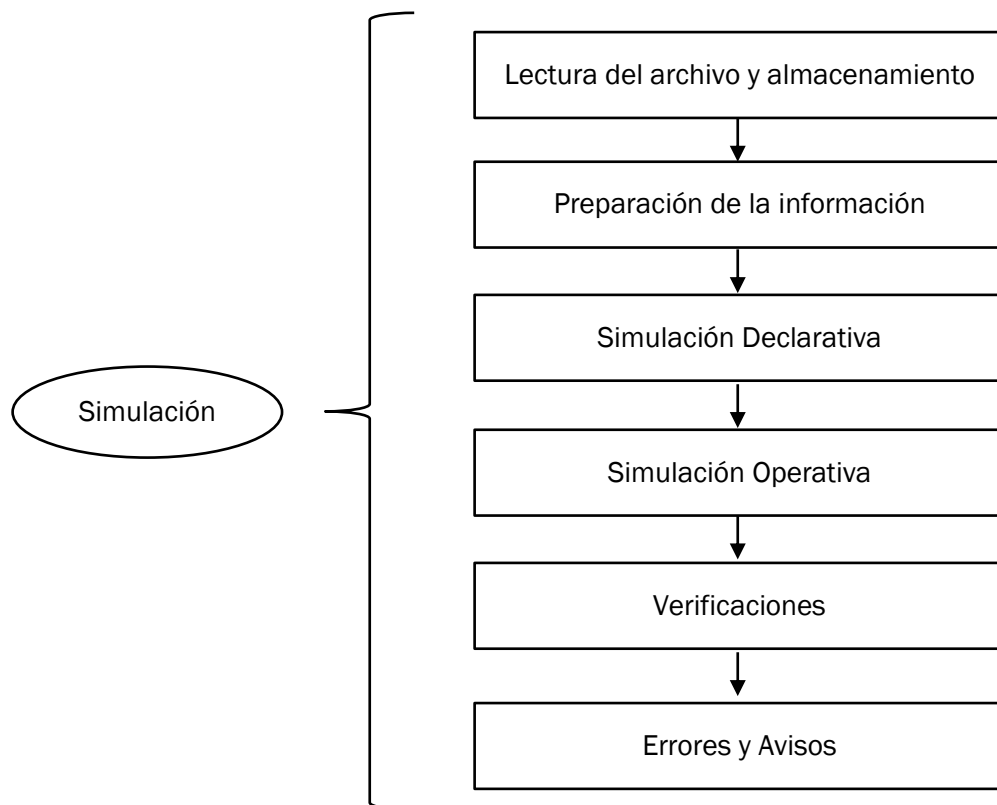 Lectura del archivo y almacenamiento
Preparación de la información
Simulación Declarativa
Simulación
Simulación Operativa
Verificaciones
Errores y Avisos